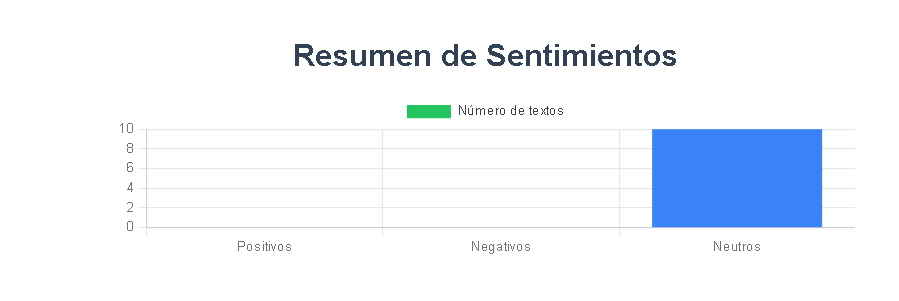 Resumen de Sentimientos
Número de textos
10
8
6
4
2
0
Positivos Negativos Neutros